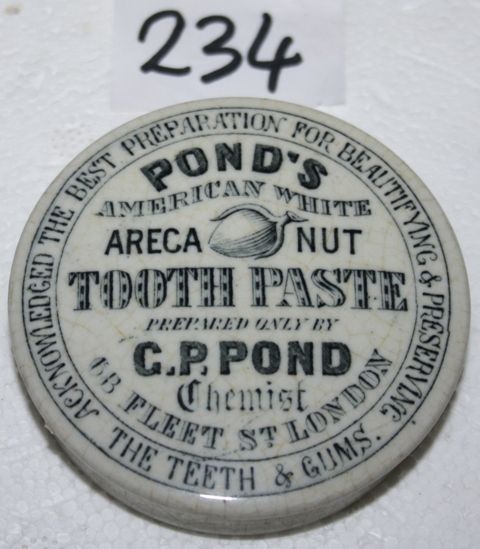 234
ACKNOWLEDGED THE BEST PREPARATION FOR BEAUTIFYING & PRESERVING
THE TEETH & GUMS.
POND'S
AMERICAN WHITE
ARECA NUT
TOOTH PASTE
PREPARED ONLY BY
G.P. POND
Chemist
68 FLEET ST LONDON